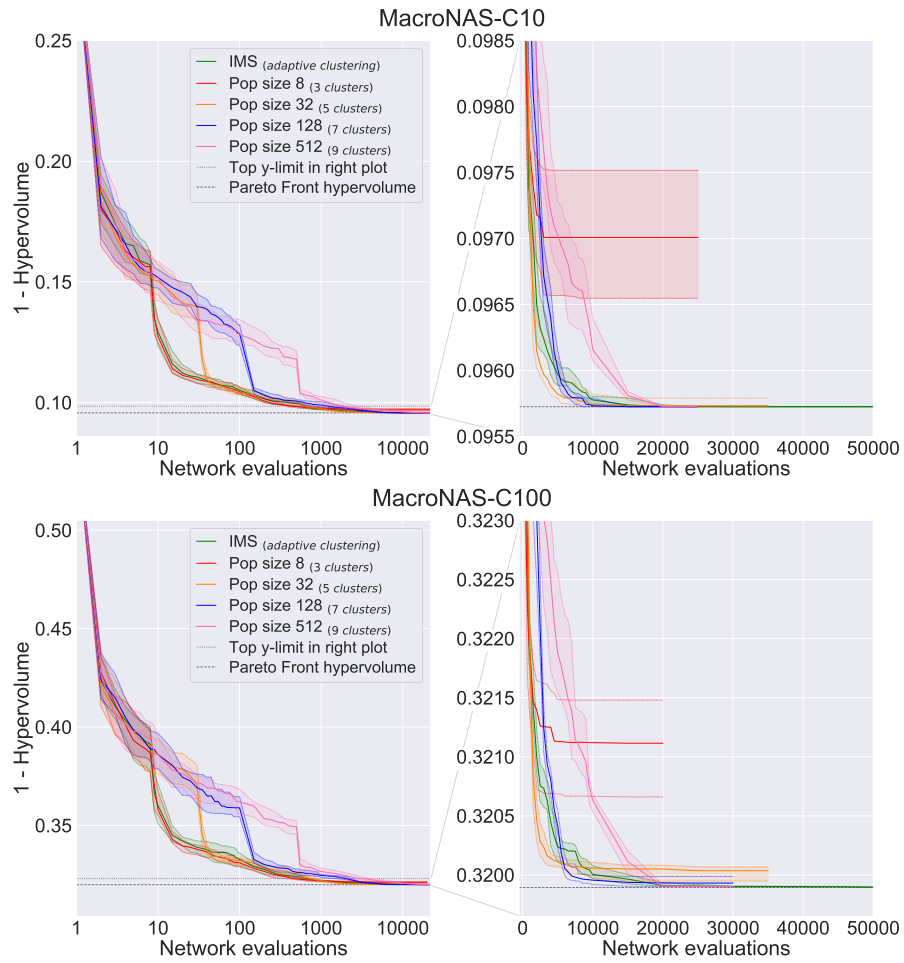 MacroNAS-C10
0.25
0.20
0.15
0.10
1 - Hypervolume
1 10 100 1000 10000
Network evaluations
IMS (adaptive clustering)
Pop size 8 (3 clusters)
Pop size 32 (5 clusters)
Pop size 128 (7 clusters)
Pop size 512 (9 clusters)
Top y-limit in right plot
Pareto Front hypervolume
0.0985
0.0980
0.0975
0.0970
0.0965
0.0960
0.0955
0 10000 20000 30000 40000 50000
Network evaluations
MacroNAS-C100
0.50
0.45
0.40
0.35
1 - Hypervolume
1 10 100 1000 10000
Network evaluations
IMS (adaptive clustering)
Pop size 8 (3 clusters)
Pop size 32 (5 clusters)
Pop size 128 (7 clusters)
Pop size 512 (9 clusters)
Top y-limit in right plot
Pareto Front hypervolume
0.3230
0.3225
0.3220
0.3215
0.3210
0.3205
0.3200
0 10000 20000 30000 40000 50000
Network evaluations